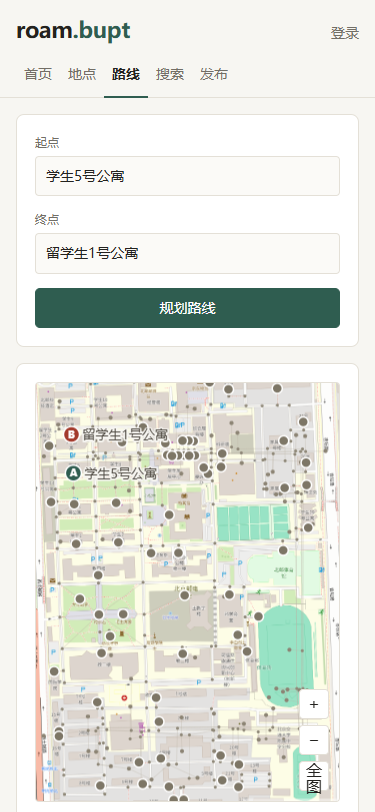 roam.bupt
登录
首页 地点 路线 搜索 发布
起点
学生5号公寓
终点
留学生1号公寓
规划路线
B 留学生1号公寓
A 学生5号公寓
+
−
全
图